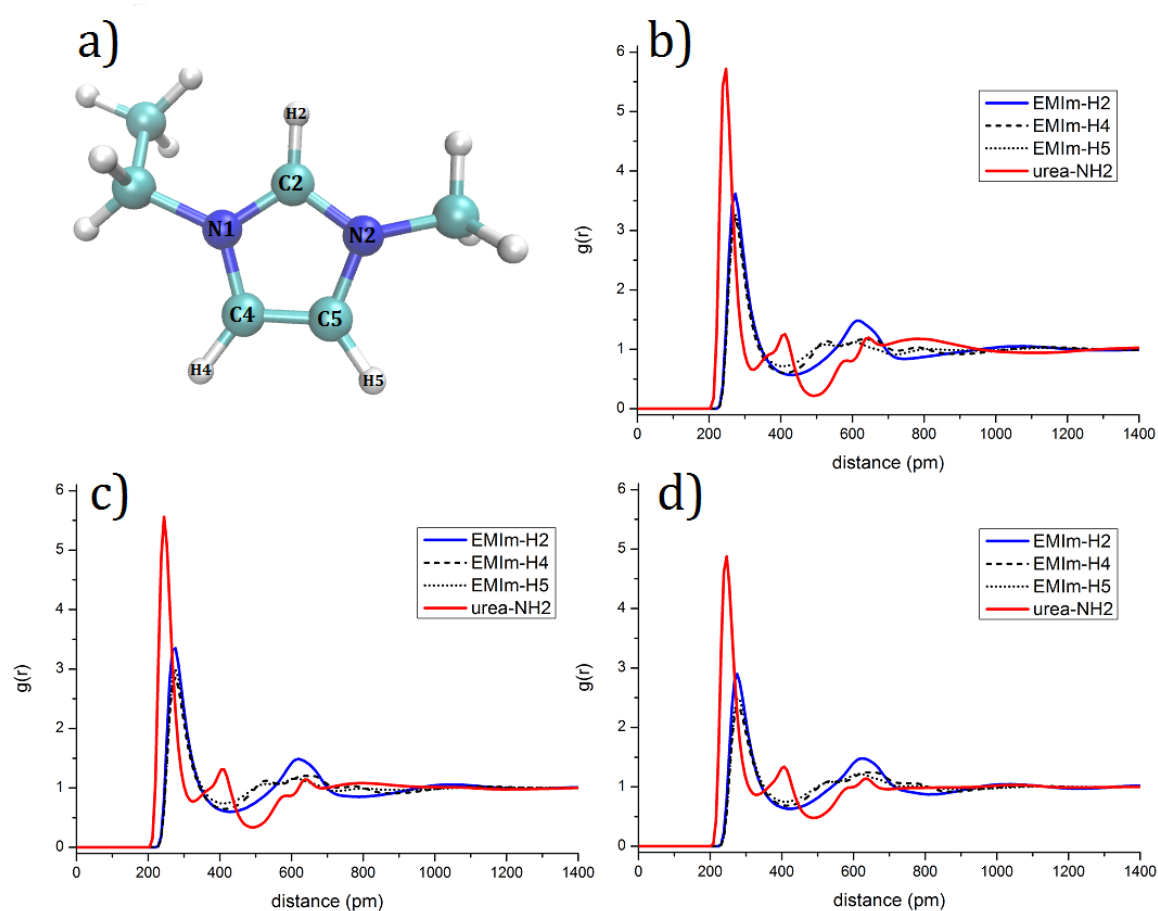 a)
H2
C2
N1
N2
C4
C5
H4
H5
b)
6
5
4
3
2
1
0
g(r)
EMIm-H2
EMIm-H4
EMIm-H5
urea-NH2
0 200 400 600 800 1000 1200 1400
distance (pm)
c)
6
5
4
3
2
1
0
g(r)
EMIm-H2
EMIm-H4
EMIm-H5
urea-NH2
0 200 400 600 800 1000 1200 1400
distance (pm)
d)
6
5
4
3
2
1
0
g(r)
EMIm-H2
EMIm-H4
EMIm-H5
urea-NH2
0 200 400 600 800 1000 1200 1400
distance (pm)